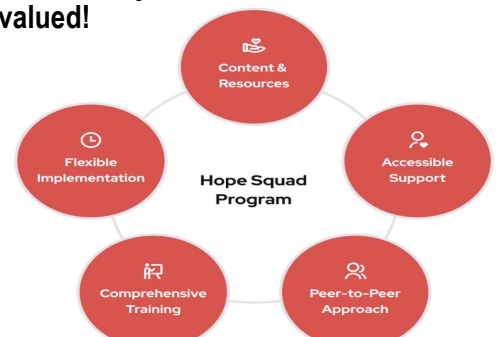 valued!
Content &
Resources
Flexible
Implementation
Accessible
Support
Hope Squad
Program
Comprehensive
Training
Peer-to-Peer
Approach